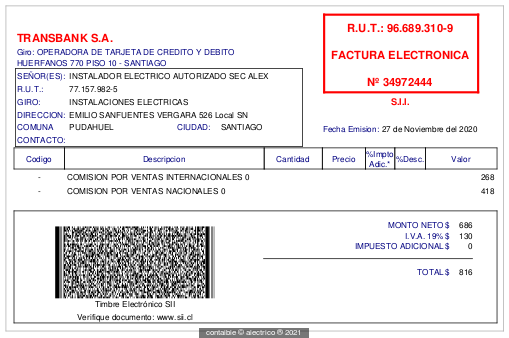 TRANSBANK S.A.
Giro: OPERADORA DE TARJETA DE CREDITO Y DEBITO
HUERFANOS 770 PISO 10 - SANTIAGO
R.U.T.: 96.689.310-9
FACTURA ELECTRONICA
Nº 34972444
S.I.I.
SEÑOR(ES): INSTALADOR ELECTRICO AUTORIZADO SEC ALEX
R.U.T.: 77.157.982-5
GIRO: INSTALACIONES ELECTRICAS
DIRECCION: EMILIO SANFUENTES VERGARA 526 Local SN
COMUNA PUDAHUEL CIUDAD: SANTIAGO
CONTACTO:
Fecha Emision: 27 de Noviembre del 2020
Codigo Descripcion Cantidad Precio %Impto Adic.* %Desc. Valor
- COMISION POR VENTAS INTERNACIONALES 0 268
- COMISION POR VENTAS NACIONALES 0 418
MONTO NETO $ 686
I.V.A. 19% $ 130
IMPUESTO ADICIONAL $ 0
TOTAL $ 816
Timbre Electrónico SII
Verifique documento: www.sii.cl
contaible © alectrico ® 2021